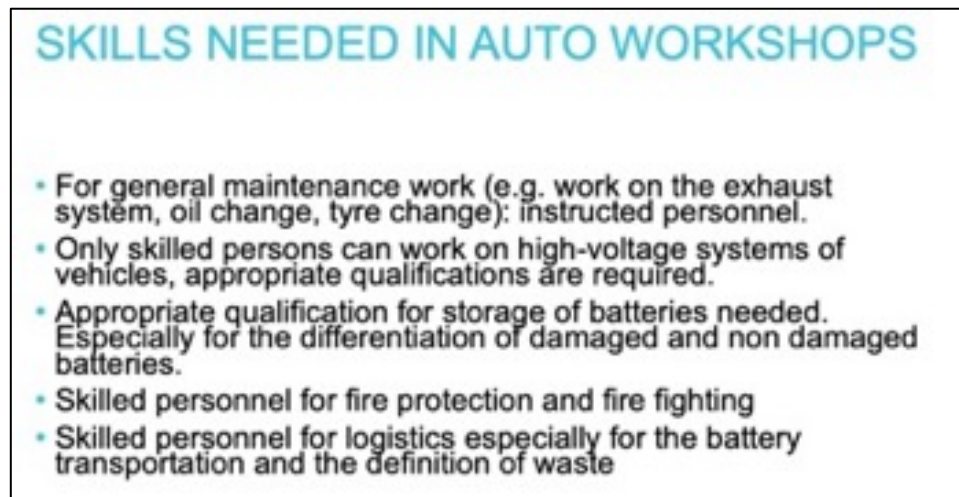 SKILLS NEEDED IN AUTO WORKSHOPS
• For general maintenance work (e.g. work on the exhaust
system, oil change, tyre change): instructed personnel.
• Only skilled persons can work on high-voltage systems of
vehicles, appropriate qualifications are required.
• Appropriate qualification for storage of batteries needed.
Especially for the differentiation of damaged and non damaged
batteries.
• Skilled personnel for fire protection and fire fighting
• Skilled personnel for logistics especially for the battery
transportation and the definition of waste